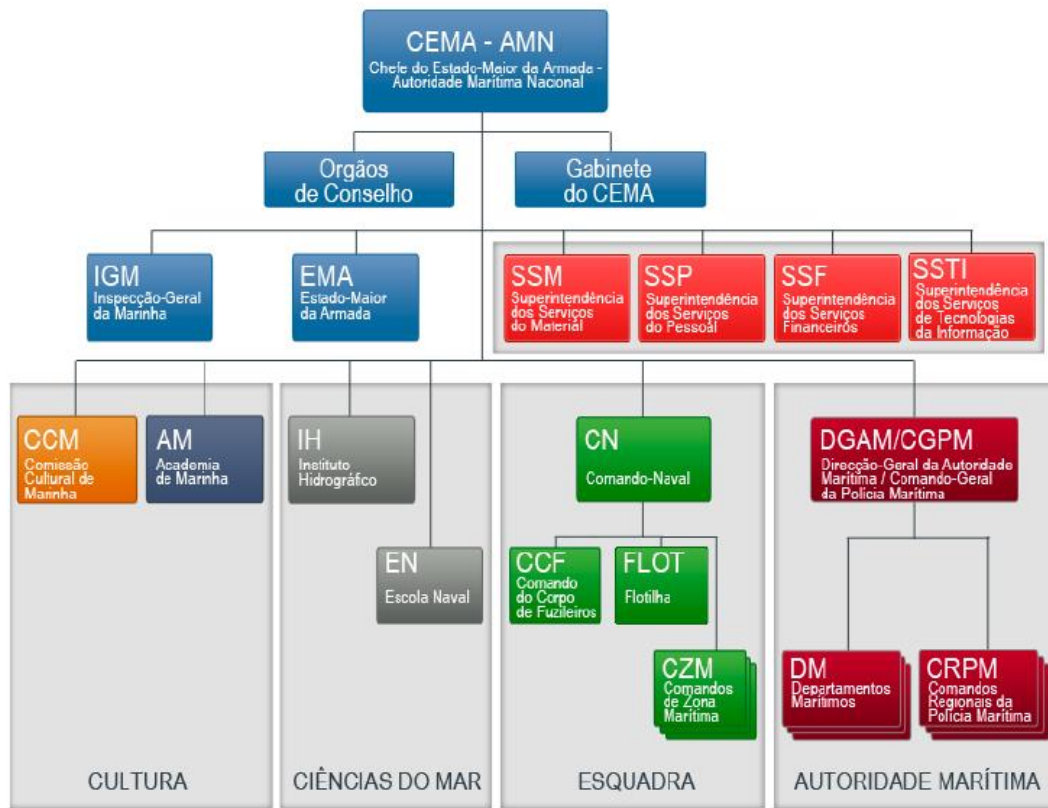 CEMA - AMN
Chefe do Estado-Maior da Armada -
Autoridade Marítima Nacional
Orgãos
de Conselho
Gabinete
do CEMA
IGM
Inspecção-Geral
da Marinha
EMA
Estado-Maior
da Armada
SSM
Superintendência
dos Serviços
do Material
SSP
Superintendência
dos Serviços
do Pessoal
SSF
Superintendência
dos Serviços
Financeiros
SSTI
Superintendência
dos Serviços
de Tecnologias
da Informação
CCM
Comissão
Cultural de
Marinha
AM
Academia
de Marinha
IH
Instituto
Hidrográfico
EN
Escola Naval
CN
Comando-Naval
CCF
Comando
do Corpo
de Fuzileiros
FLOT
Flotilha
CZM
Comandos
de Zona
Marítima
DGAM/CGPM
Direcção-Geral da Autoridade
Marítima / Comando-Geral
da Polícia Marítima
DM
Departamentos
Marítimos
CRPM
Comandos
Regionais da
Polícia Marítima
CULTURA
CIÊNCIAS DO MAR
ESQUADRA
AUTORIDADE MARÍTIMA